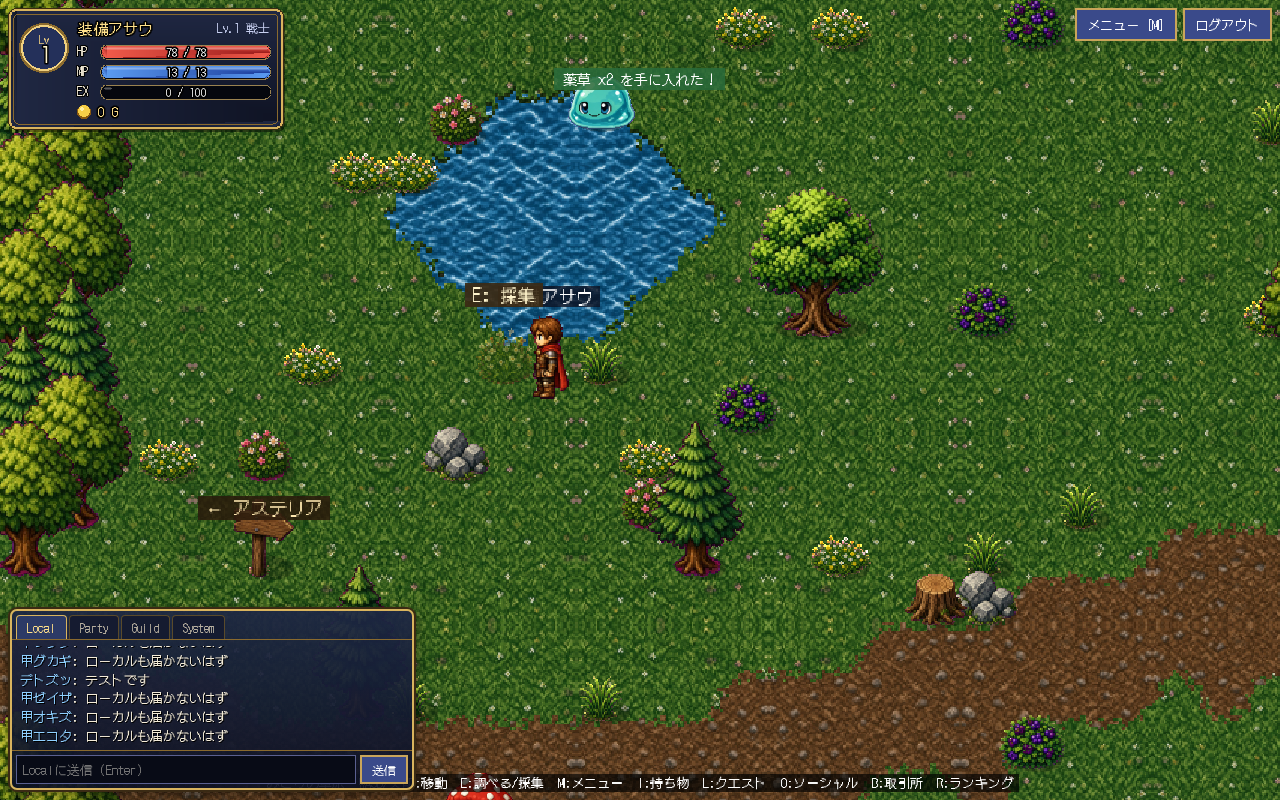 装備アサウ
Lv.1 戦士
Lv
1
HP 78 / 78
MP 13 / 13
EX 0 / 100
0 G
メニュー [M]
ログアウト
薬草 x2 を手に入れた！
E: 採集
アサウ
← アステリア
Local Party Guild System
甲グカギ: ローカルも届かないはず
デトズッ: テストです
甲ゼイザ: ローカルも届かないはず
甲オキズ: ローカルも届かないはず
甲エコタ: ローカルも届かないはず
Localに送信 (Enter)
送信
:移動 E:調べる/採集 M:メニュー I:持ち物 L:クエスト O:ソーシャル B:取引所 R:ランキング